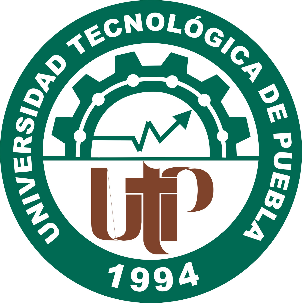 UNIVERSIDAD TECNOLÓGICA DE PUEBLA
UTP
1994